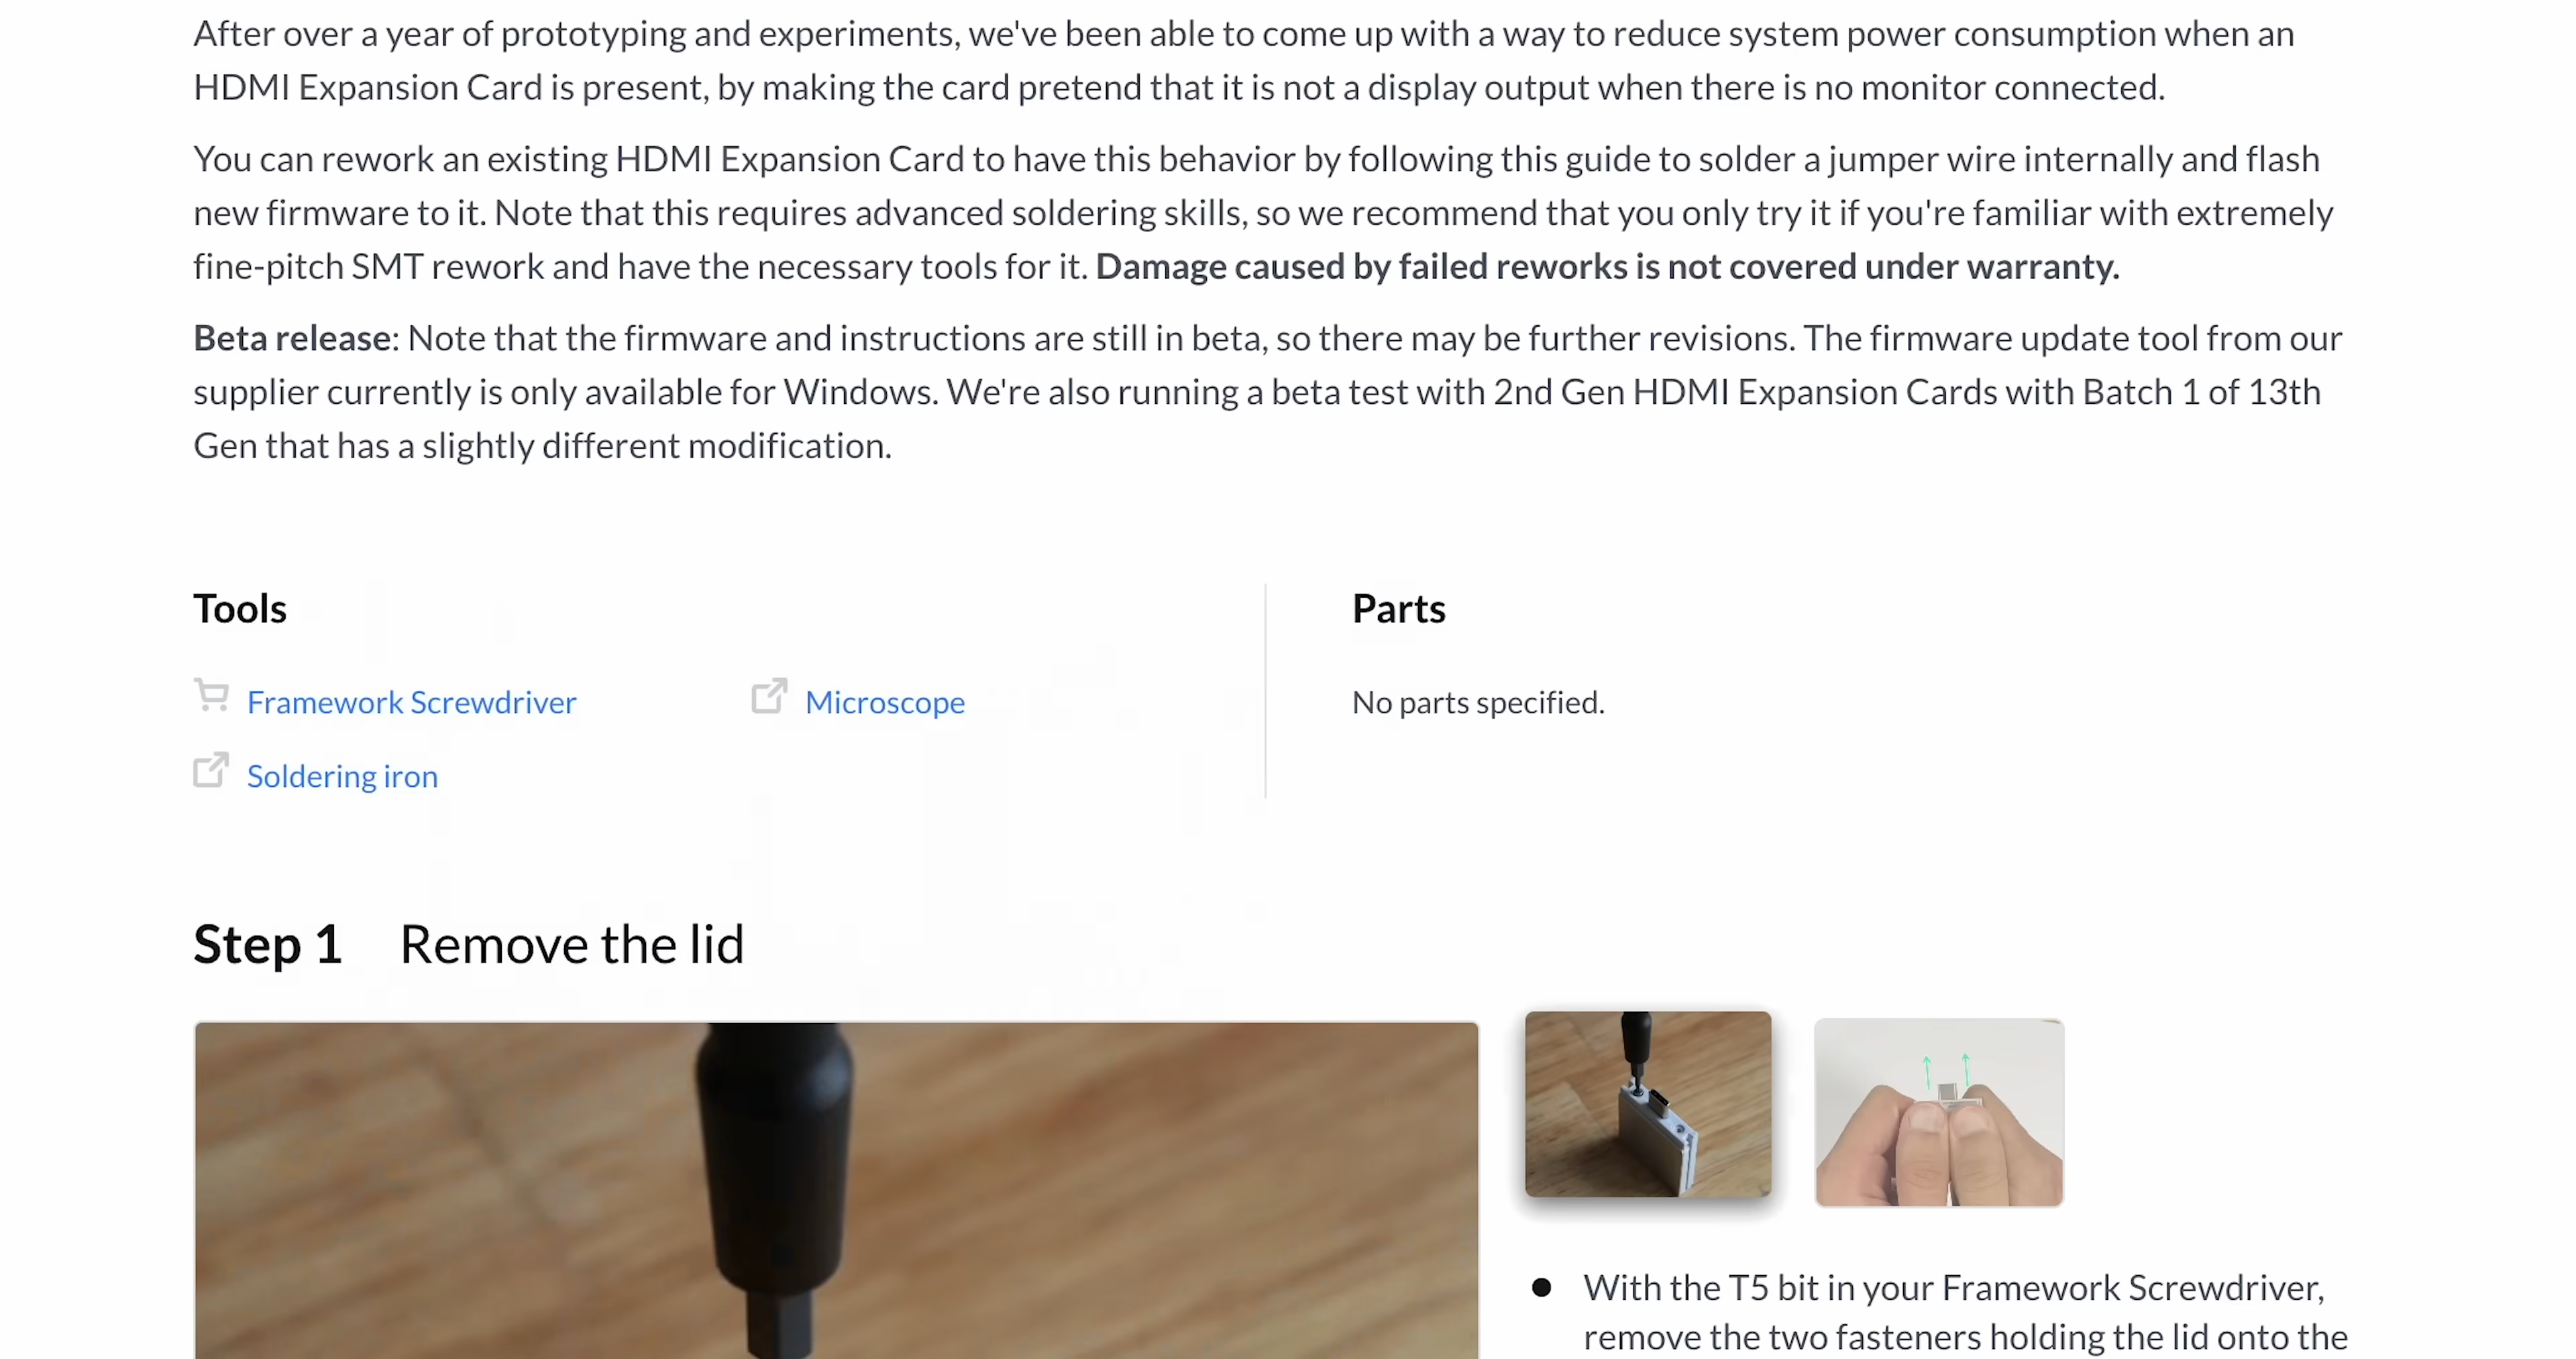 After over a year of prototyping and experiments, we've been able to come up with a way to reduce system power consumption when an
HDMI Expansion Card is present, by making the card pretend that it is not a display output when there is no monitor connected.
You can rework an existing HDMI Expansion Card to have this behavior by following this guide to solder a jumper wire internally and flash
new firmware to it. Note that this requires advanced soldering skills, so we recommend that you only try it if you're familiar with extremely
fine-pitch SMT rework and have the necessary tools for it. Damage caused by failed reworks is not covered under warranty.
Beta release: Note that the firmware and instructions are still in beta, so there may be further revisions. The firmware update tool from our
supplier currently is only available for Windows. We're also running a beta test with 2nd Gen HDMI Expansion Cards with Batch 1 of 13th
Gen that has a slightly different modification.
Tools
Framework Screwdriver
Microscope
Soldering iron
Parts
No parts specified.
Step 1 Remove the lid
With the T5 bit in your Framework Screwdriver,
remove the two fasteners holding the lid onto the